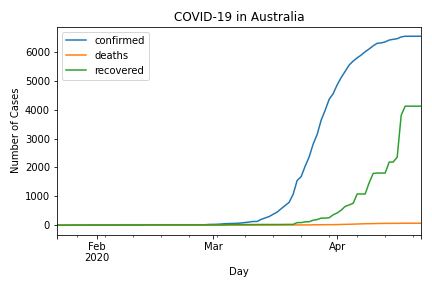 COVID-19 in Australia
confirmed
deaths
recovered
Number of Cases
6000
5000
4000
3000
2000
1000
0
Feb
2020
Mar
Apr
Day